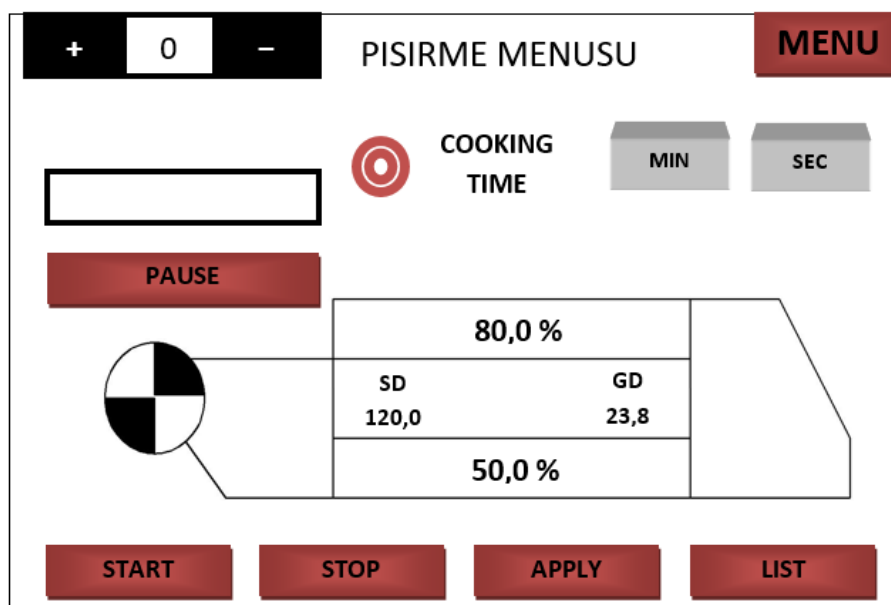 + 0 –
PISIRME MENUSU
MENU
COOKING
TIME
MIN
SEC
PAUSE
80,0 %
SD
GD
120,0
23,8
50,0 %
START
STOP
APPLY
LIST